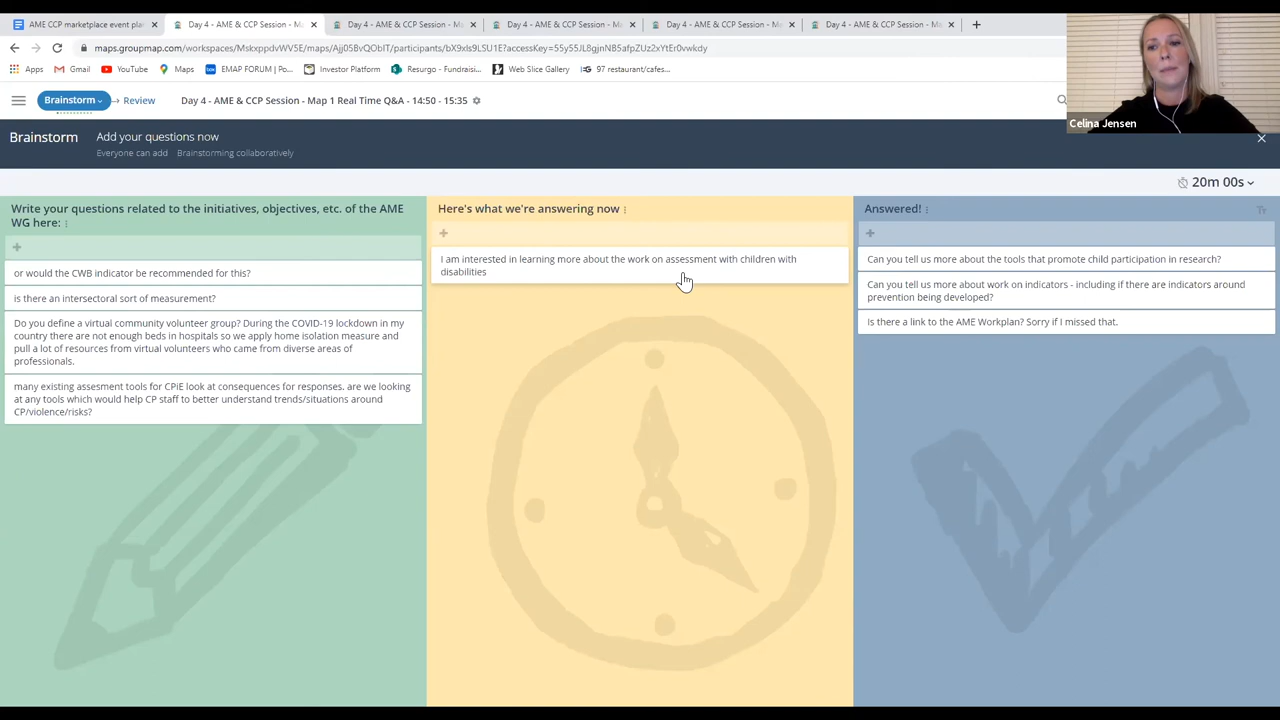 AME CCP marketplace event pla
Day 4 - AME & CCP Session - Ma
Day 4 - AME & CCP Session - Ma
Day 4 - AME & CCP Session - Ma
Day 4 - AME & CCP Session - Ma
Day 4 - AME & CCP Session - Ma
Apps
Gmail
YouTube
Maps
EMAP FORUM | Po...
Investor Platform
Resurgo - Fundraisi...
Web Slice Gallery
97 restaurant/cafes...
Celina Jensen
Brainstorm
Review
Day 4 - AME & CCP Session - Map 1 Real Time Q&A - 14:50 - 15:35
Brainstorm
Add your questions now
Everyone can add
Brainstorming collaboratively
20m 00s
Write your questions related to the initiatives, objectives, etc. of the AME
WG here:
or would the CWB indicator be recommended for this?
is there an intersectoral sort of measurement?
Do you define a virtual community volunteer group? During the COVID-19 lockdown in my
country there are not enough beds in hospitals so we apply home isolation measure and
pull a lot of resources from virtual volunteers who came from diverse areas of
professionals.
many existing assesment tools for CPiE look at consequences for responses. are we looking
at any tools which would help CP staff to better understand trends/situations around
CP/violence/risks?
Here's what we're answering now
I am interested in learning more about the work on assessment with children with
disabilities
Answered!
Can you tell us more about the tools that promote child participation in research?
Can you tell us more about work on indicators - including if there are indicators around
prevention being developed?
Is there a link to the AME Workplan? Sorry if I missed that.